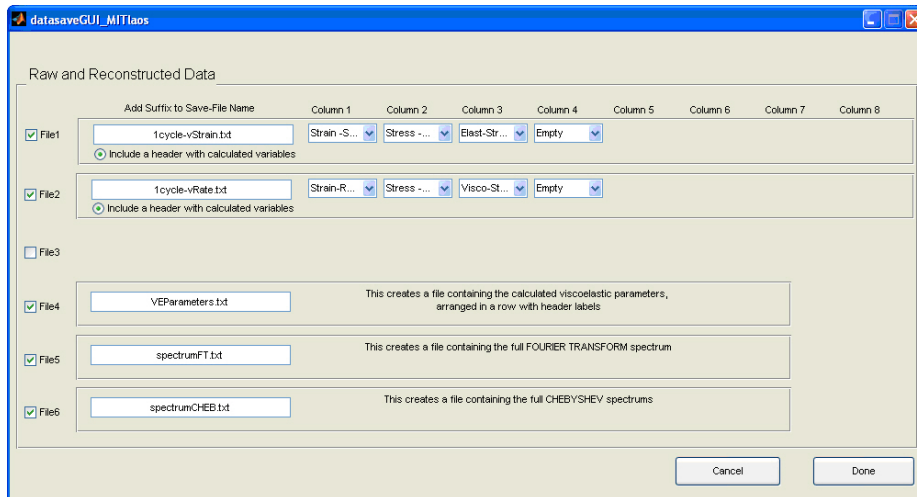 datasaveGUI_MITlaos
Raw and Reconstructed Data
Add Suffix to Save-File Name Column 1 Column 2 Column 3 Column 4 Column 5 Column 6 Column 7 Column 8
File1 1cycle-vStrain.txt Strain -S... Stress -... Elast-Str... Empty
Include a header with calculated variables
File2 1cycle-vRate.txt Strain-R... Stress -... Visco-St... Empty
Include a header with calculated variables
File3
File4 VEParameters.txt This creates a file containing the calculated viscoelastic parameters,
arranged in a row with header labels
File5 spectrumFT.txt This creates a file containing the full FOURIER TRANSFORM spectrum
File6 spectrumCHEB.txt This creates a file containing the full CHEBYSHEV spectrums
Cancel Done